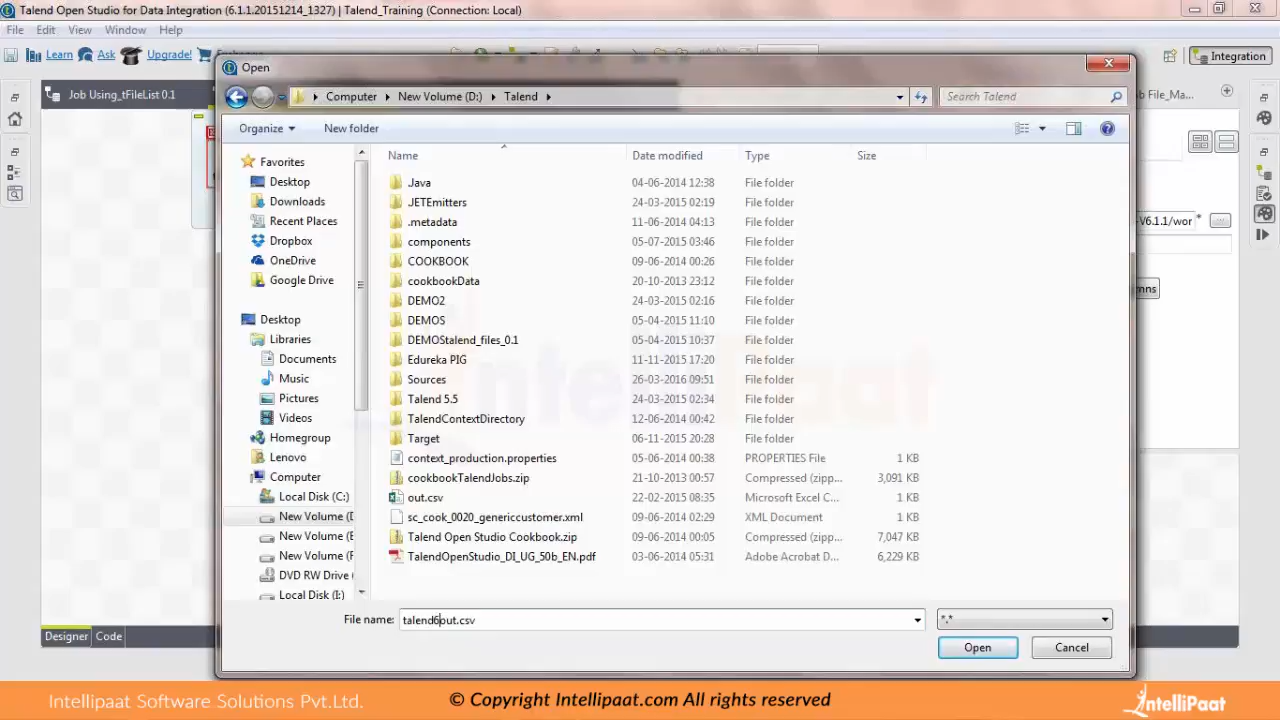 Talend Open Studio for Data Integration (6.1.1.20151214_1327) | Talend_Training (Connection: Local)
File Edit View Window Help
Learn Ask Upgrade!
Integration
Job Using_tFileList 0.1
b File_Ma...
Open
Computer New Volume (D:) Talend
Search Talend
Organize New folder
Name Date modified Type Size
Favorites
Desktop
Downloads
Recent Places
Dropbox
OneDrive
Google Drive
Desktop
Libraries
Documents
Music
Pictures
Videos
Homegroup
Lenovo
Computer
Local Disk (C:)
New Volume (D
New Volume (E
New Volume (F
DVD RW Drive (
Local Disk (I:)
Java 04-06-2014 12:38 File folder
JETEmitters 24-03-2015 02:19 File folder
.metadata 11-06-2014 04:13 File folder
components 05-07-2015 03:46 File folder
COOKBOOK 09-06-2014 00:26 File folder
cookbookData 20-10-2013 23:12 File folder
DEMO2 24-03-2015 02:16 File folder
DEMOS 05-04-2015 11:10 File folder
DEMOStalend_files_0.1 05-04-2015 10:37 File folder
Edureka PIG 11-11-2015 17:20 File folder
Sources 26-03-2016 09:51 File folder
Talend 5.5 24-03-2015 02:34 File folder
TalendContextDirectory 12-06-2014 00:42 File folder
Target 06-11-2015 20:28 File folder
context_production.properties 05-06-2014 00:38 PROPERTIES File 1 KB
cookbookTalendJobs.zip 21-10-2013 00:57 Compressed (zipp... 3,091 KB
out.csv 22-02-2015 08:35 Microsoft Excel C... 1 KB
sc_cook_0020_genericcustomer.xml 09-06-2014 02:29 XML Document 1 KB
Talend Open Studio Cookbook.zip 09-06-2014 00:05 Compressed (zipp... 7,047 KB
TalendOpenStudio_DI_UG_50b_EN.pdf 03-06-2014 05:31 Adobe Acrobat D... 6,229 KB
-V6.1.1/wor *
...
mns
IntelliPaat
File name: talend6out.csv *.*
Open Cancel
Designer Code
Intellipaat Software Solutions Pvt.Ltd.
© Copyright Intellipaat.com All rights reserved
IntelliPaat